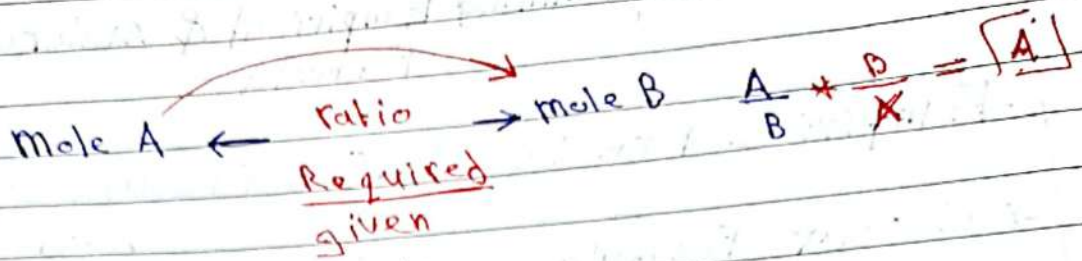 mole A ← ratio → mole B A/B * B/A = A
Required
given